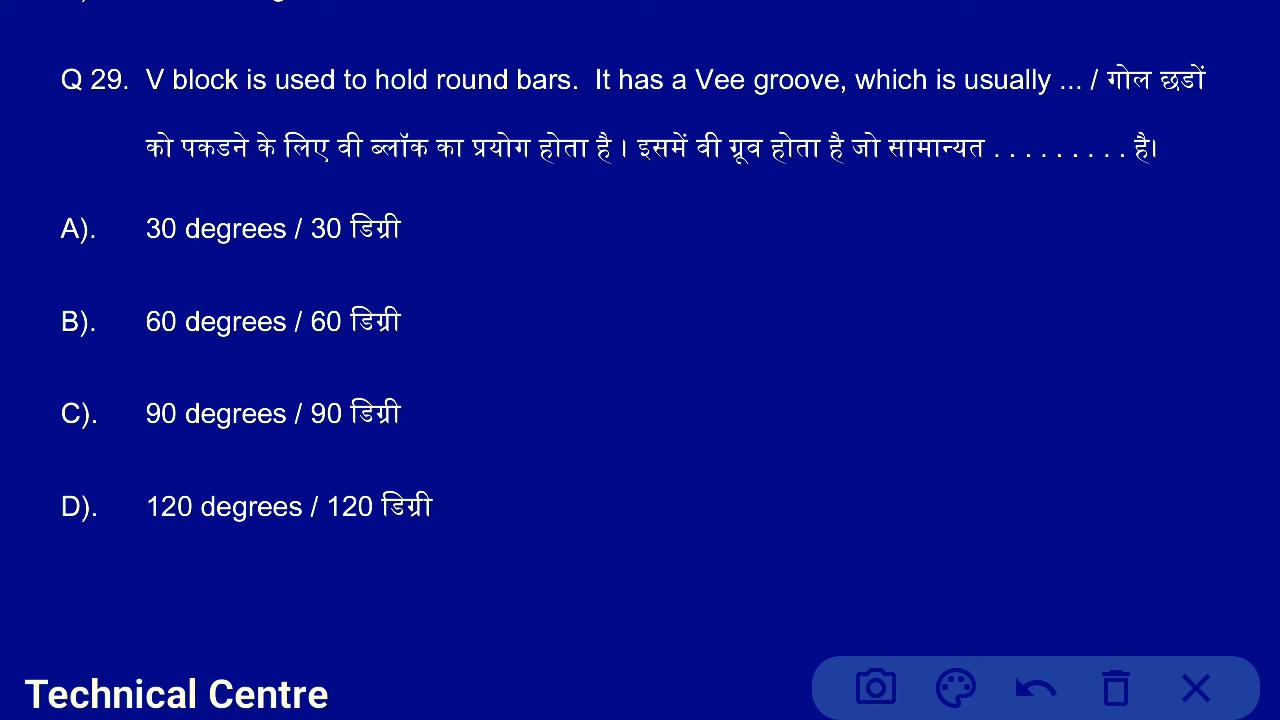 Q 29. V block is used to hold round bars. It has a Vee groove, which is usually ... / गोल छडों
को पकडने के लिए वी ब्लॉक का प्रयोग होता है । इसमें वी ग्रूव होता है जो सामान्यत . . . . . . . . . है।
A). 30 degrees / 30 डिग्री
B). 60 degrees / 60 डिग्री
C). 90 degrees / 90 डिग्री
D). 120 degrees / 120 डिग्री
Technical Centre